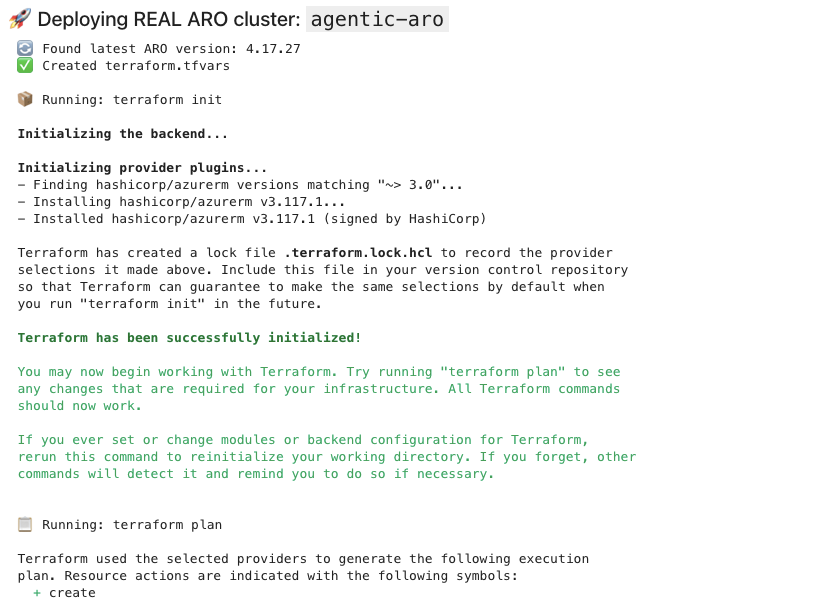 🚀 Deploying REAL ARO cluster: agentic-aro
🔄 Found latest ARO version: 4.17.27
✅ Created terraform.tfvars
📦 Running: terraform init
Initializing the backend...
Initializing provider plugins...
– Finding hashicorp/azurerm versions matching "~> 3.0"...
– Installing hashicorp/azurerm v3.117.1...
– Installed hashicorp/azurerm v3.117.1 (signed by HashiCorp)
Terraform has created a lock file .terraform.lock.hcl to record the provider
selections it made above. Include this file in your version control repository
so that Terraform can guarantee to make the same selections by default when
you run "terraform init" in the future.
Terraform has been successfully initialized!
You may now begin working with Terraform. Try running "terraform plan" to see
any changes that are required for your infrastructure. All Terraform commands
should now work.
If you ever set or change modules or backend configuration for Terraform,
rerun this command to reinitialize your working directory. If you forget, other
commands will detect it and remind you to do so if necessary.
📋 Running: terraform plan
Terraform used the selected providers to generate the following execution
plan. Resource actions are indicated with the following symbols:
+ create